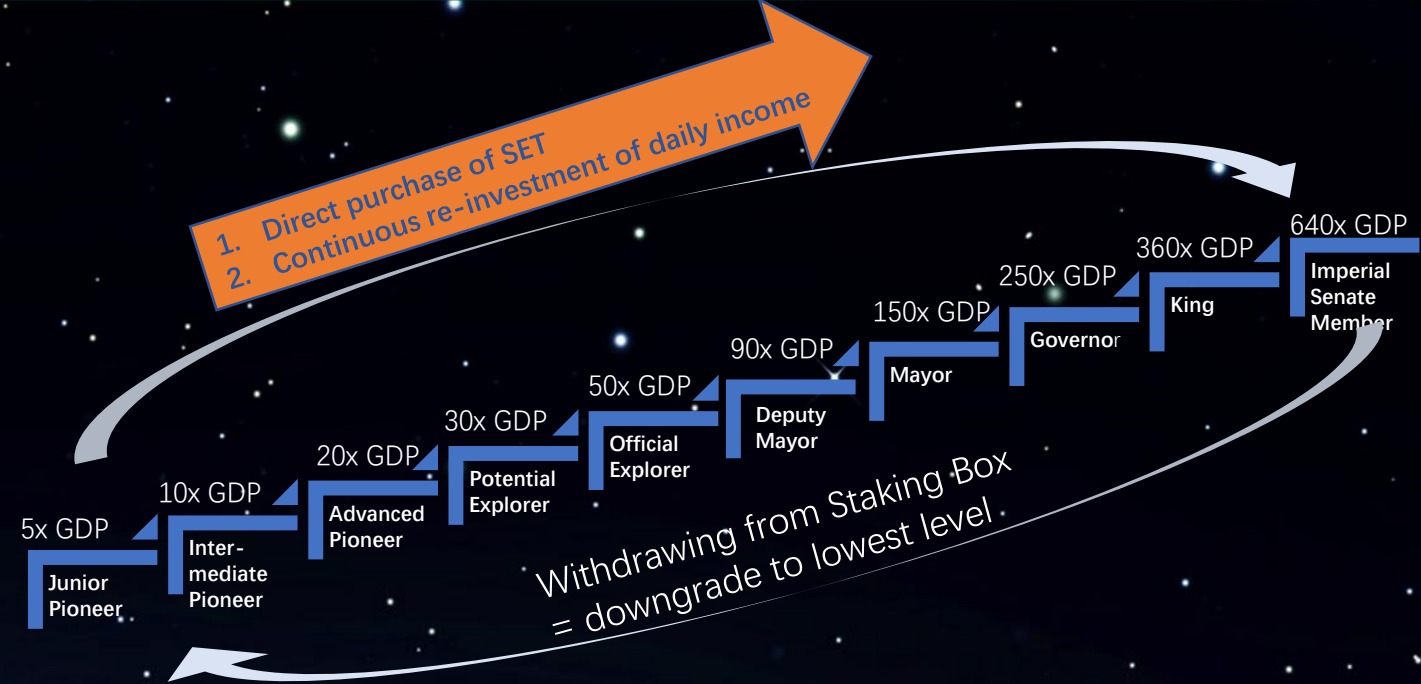 1. Direct purchase of SET
2. Continuous re-investment of daily income
640x GDP
Imperial
Senate
Member
360x GDP
King
250x GDP
Governor
150x GDP
Mayor
90x GDP
Deputy
Mayor
50x GDP
Official
Explorer
30x GDP
Potential
Explorer
20x GDP
Advanced
Pioneer
10x GDP
Inter-
mediate
Pioneer
5x GDP
Junior
Pioneer
Withdrawing from Staking Box
= downgrade to lowest level